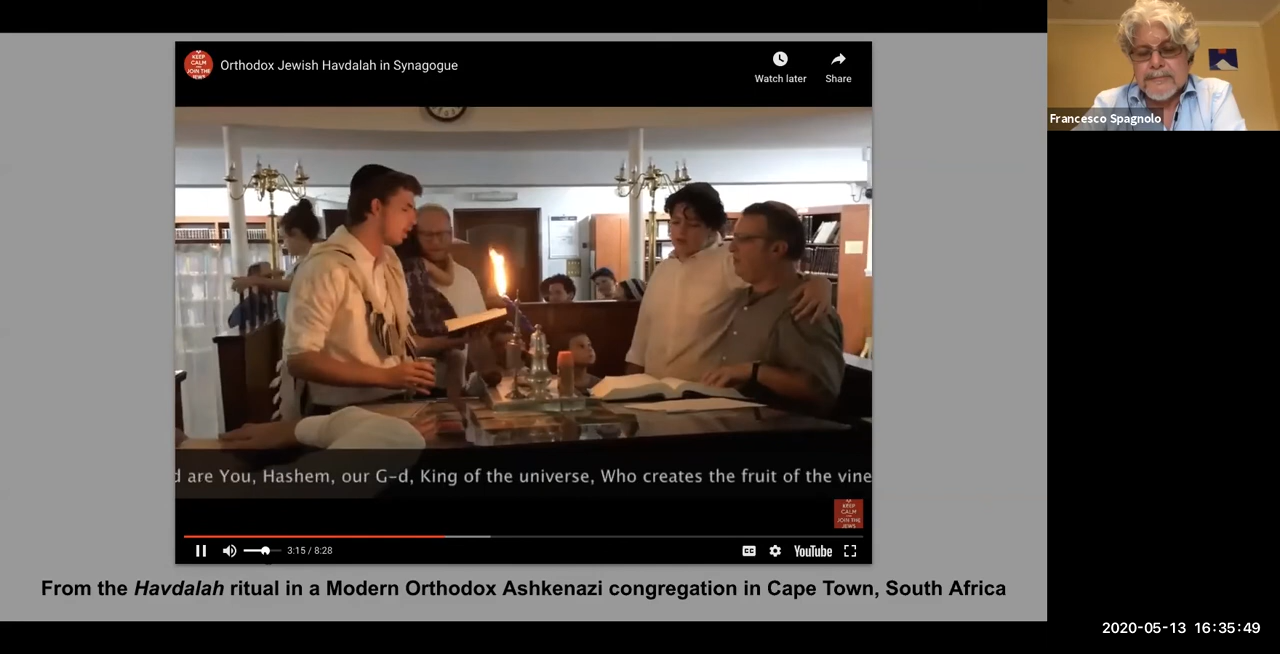 KEEP
CALM
JOIN THE
JEWS
Orthodox Jewish Havdalah in Synagogue
Watch later
Share
Francesco Spagnolo
are You, Hashem, our G-d, King of the universe, Who creates the fruit of the vine
KEEP
CALM
JOIN THE
JEWS
3:15 / 8:28
CC
YouTube
From the Havdalah ritual in a Modern Orthodox Ashkenazi congregation in Cape Town, South Africa
2020-05-13 16:35:49